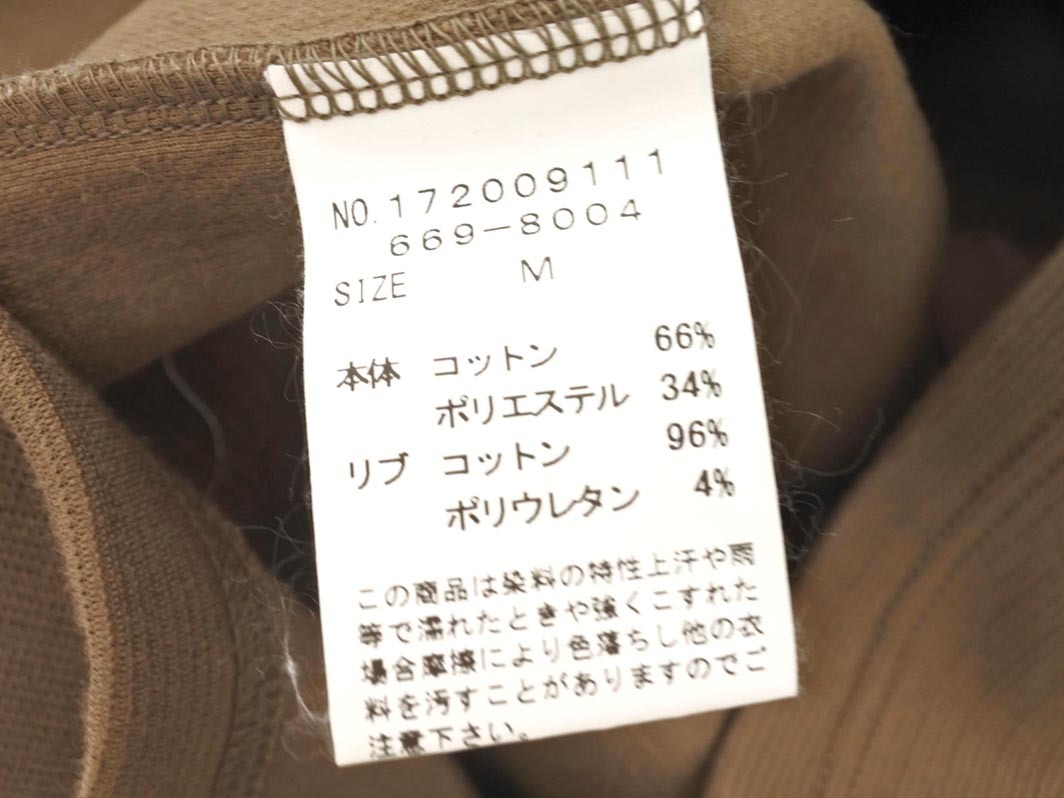 NO.172009111
669-8004
SIZE M
本体 コットン 66%
ポリエステル 34%
リブ コットン 96%
ポリウレタン 4%
この商品は染料の特性上汗や雨
等で濡れたときや強くこすれた
場合摩擦により色落ちし他の衣
料を汚すことがありますのでご
注意下さい。